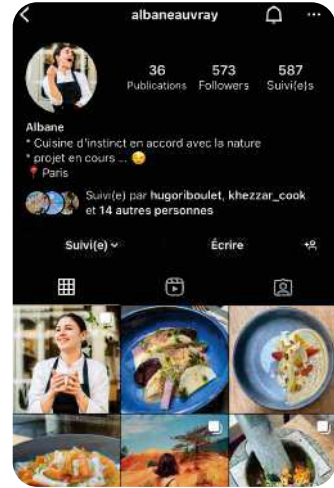 albaneauvray
36 573 587
Publications Followers Suivi(e)s
Albane
* Cuisine d'instinct en accord avec la nature
* projet en cours ... 😏
📍 Paris
Suivi(e) par hugoriboulet, khezzar_cook
et 14 autres personnes
Suivi(e) Écrire